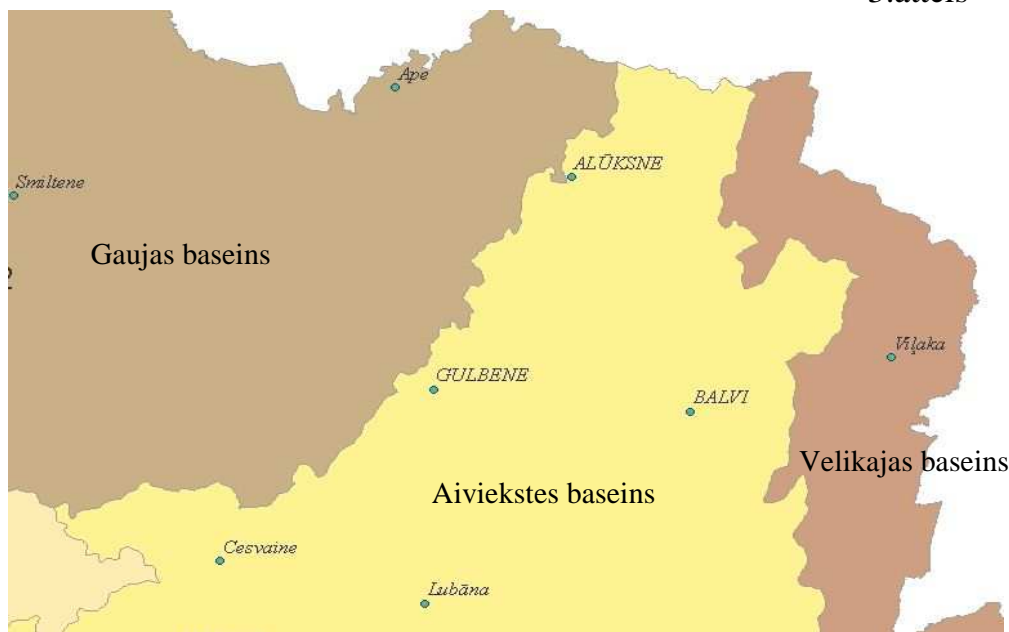 Ape
ALŪKSNE
Smiltene
Gaujas baseins
Viļaka
GULBENE
BALVI
Velikajas baseins
Aiviekstes baseins
Cesvaine
Lubāna